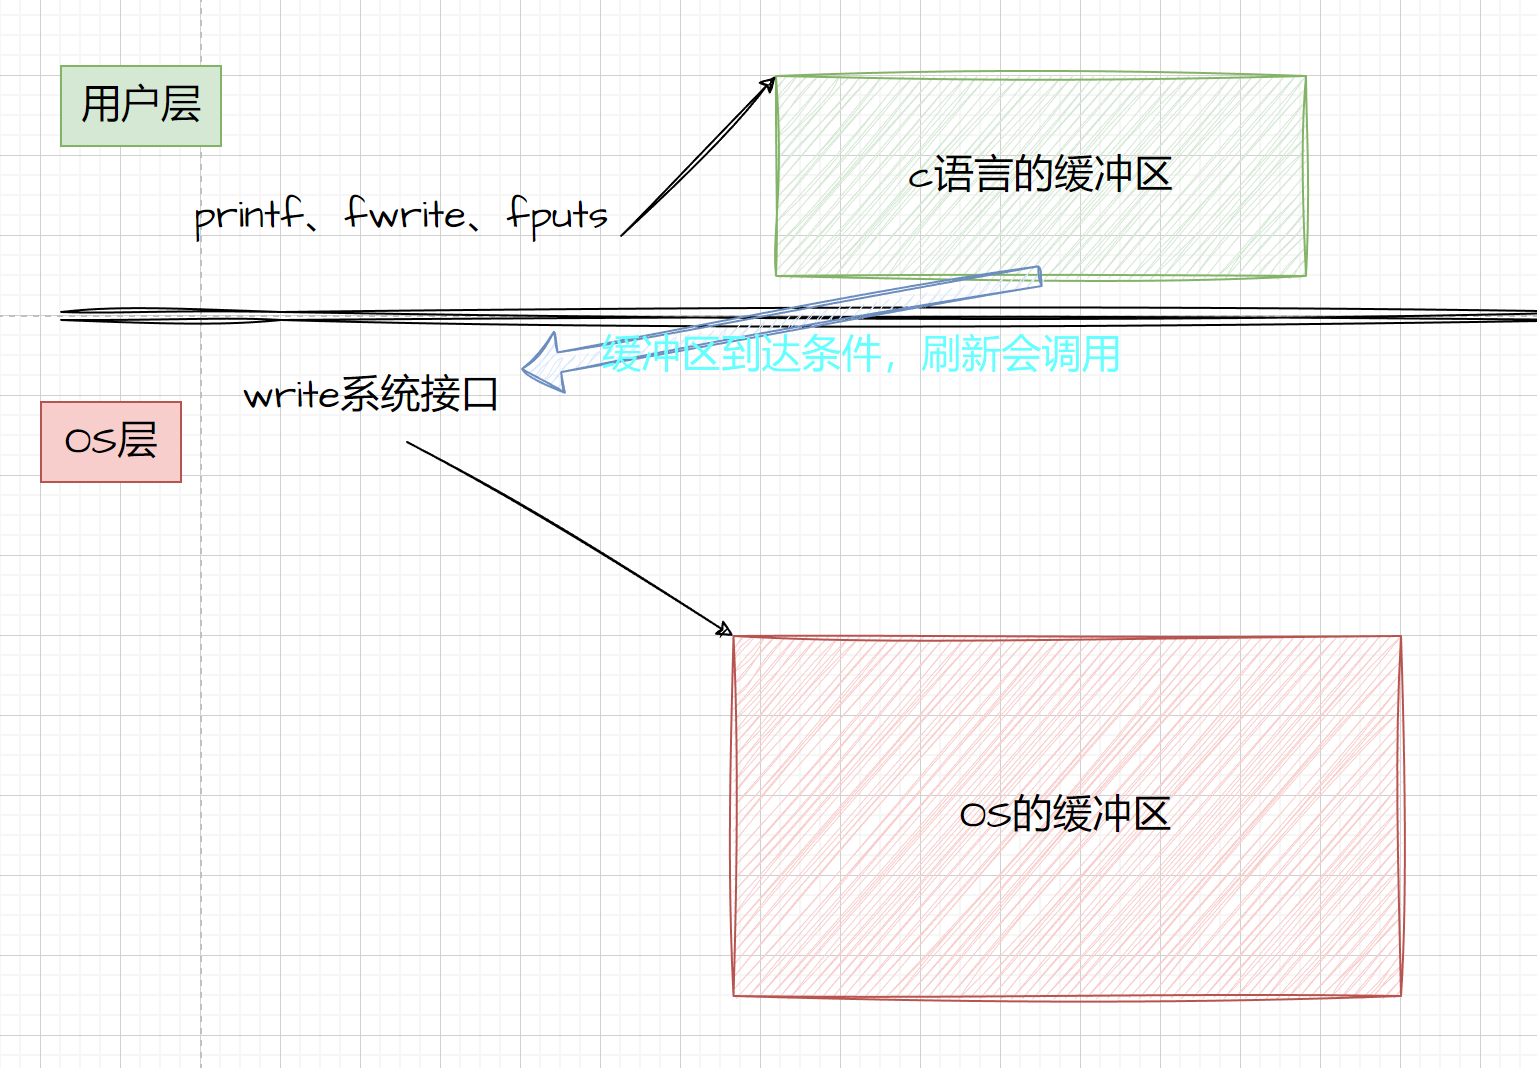 用户层
c语言的缓冲区
printf、fwrite、fputs
缓冲区到达条件，刷新会调用
write系统接口
OS层
OS的缓冲区